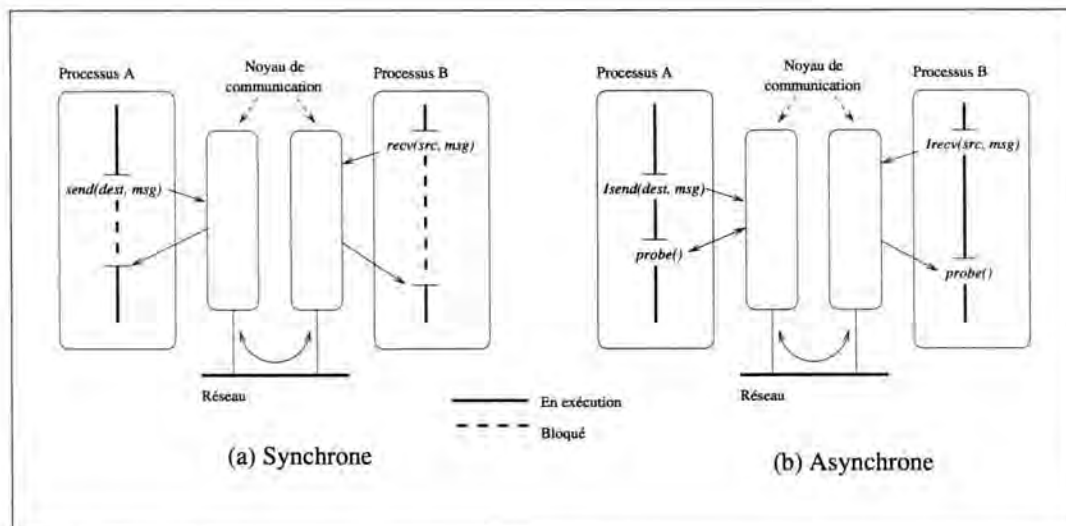 Processus A
Noyau de
communication
Processus B
recv(src, msg)
send(dest, msg)
Réseau
(a) Synchrone
En exécution
Bloqué
Processus A
Noyau de
communication
Processus B
Irecv(src, msg)
Isend(dest, msg)
probe()
probe()
Réseau
(b) Asynchrone